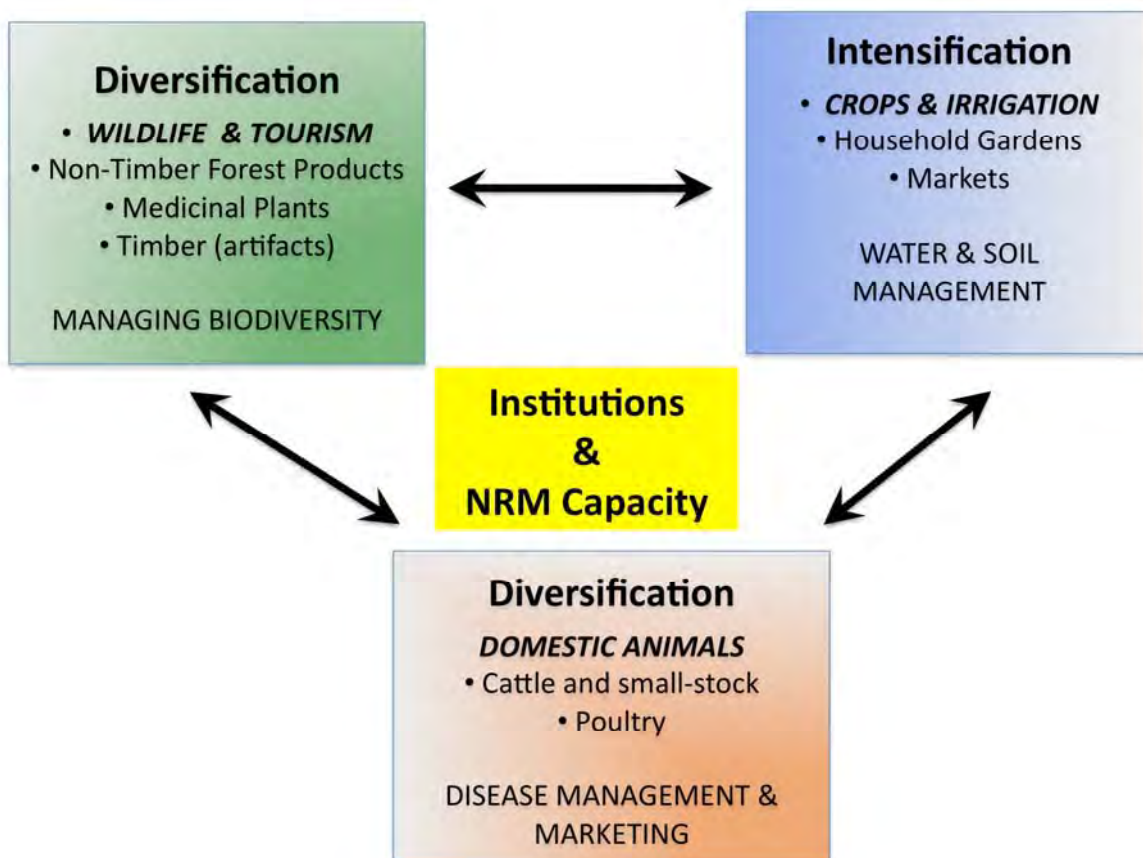 Diversification
• WILDLIFE & TOURISM
• Non-Timber Forest Products
• Medicinal Plants
• Timber (artifacts)
MANAGING BIODIVERSITY
Intensification
• CROPS & IRRIGATION
• Household Gardens
• Markets
WATER & SOIL
MANAGEMENT
Institutions
&
NRM Capacity
Diversification
DOMESTIC ANIMALS
• Cattle and small-stock
• Poultry
DISEASE MANAGEMENT &
MARKETING